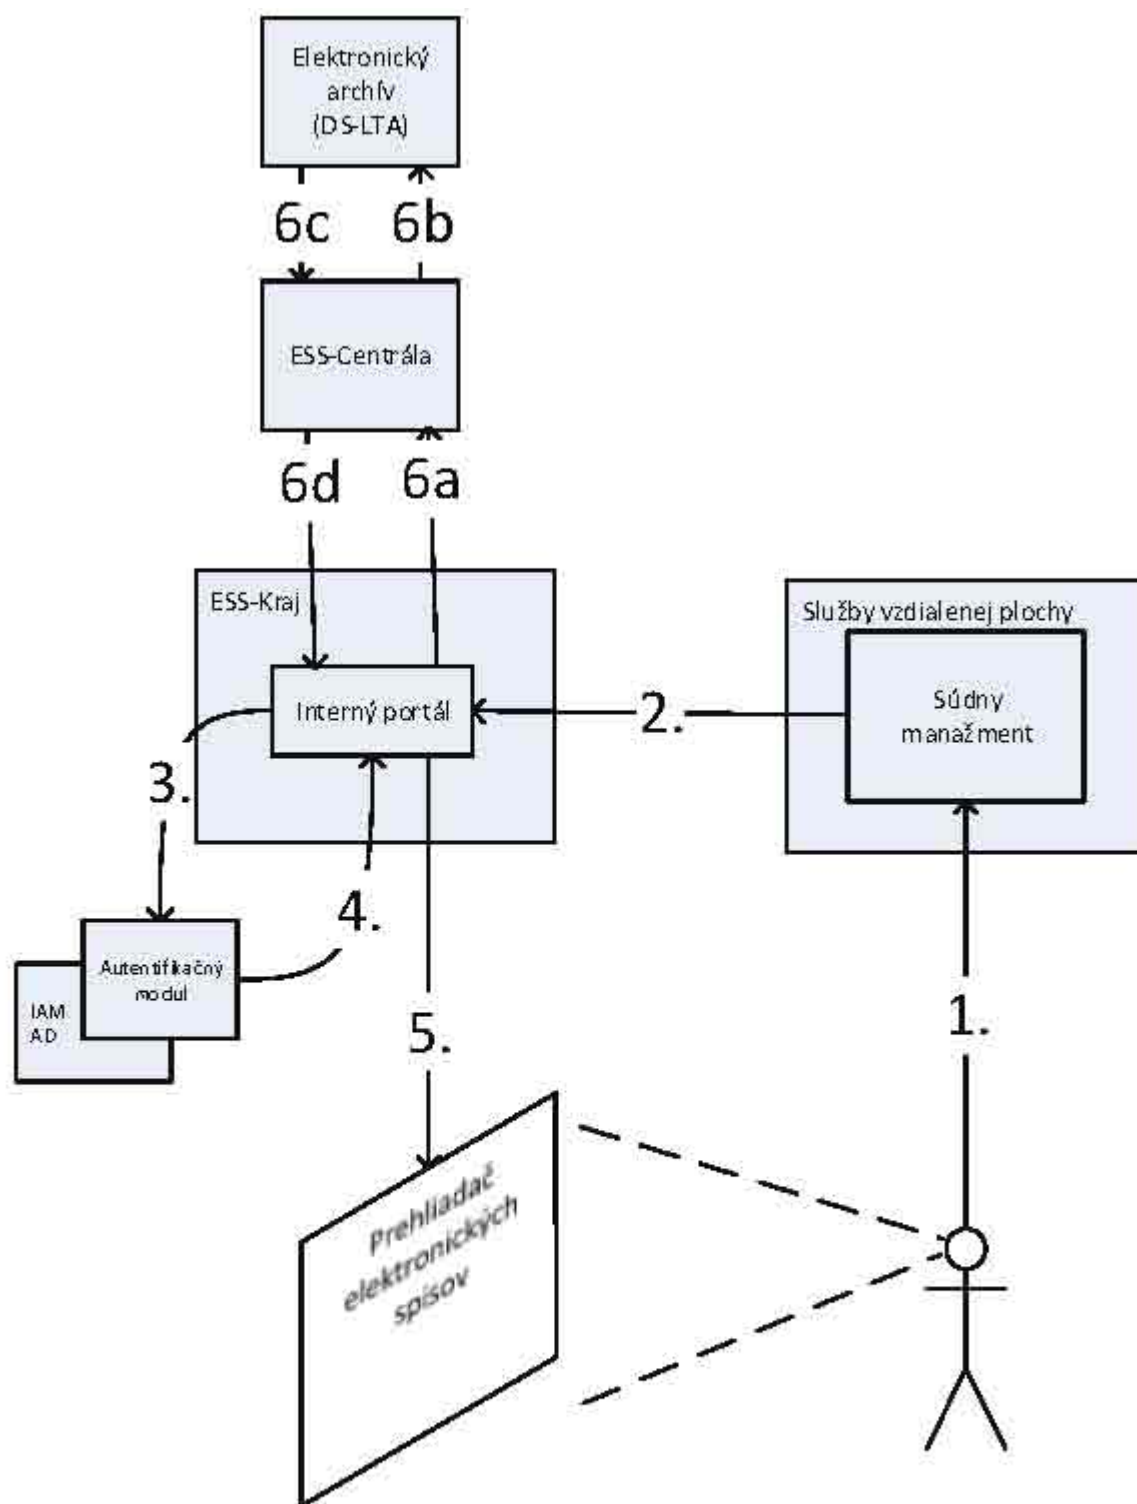 Elektronický
archív
(DS-LTA)
6c
6b
ESS-Centrála
6d
6a
ESS-Kraj
Služby vzdialenej plochy
Interný portál
2.
Súdny
manažment
3.
4.
Autentifikačný
modul
IAM
AD
5.
1.
Prehliadač
elektronických
spisov